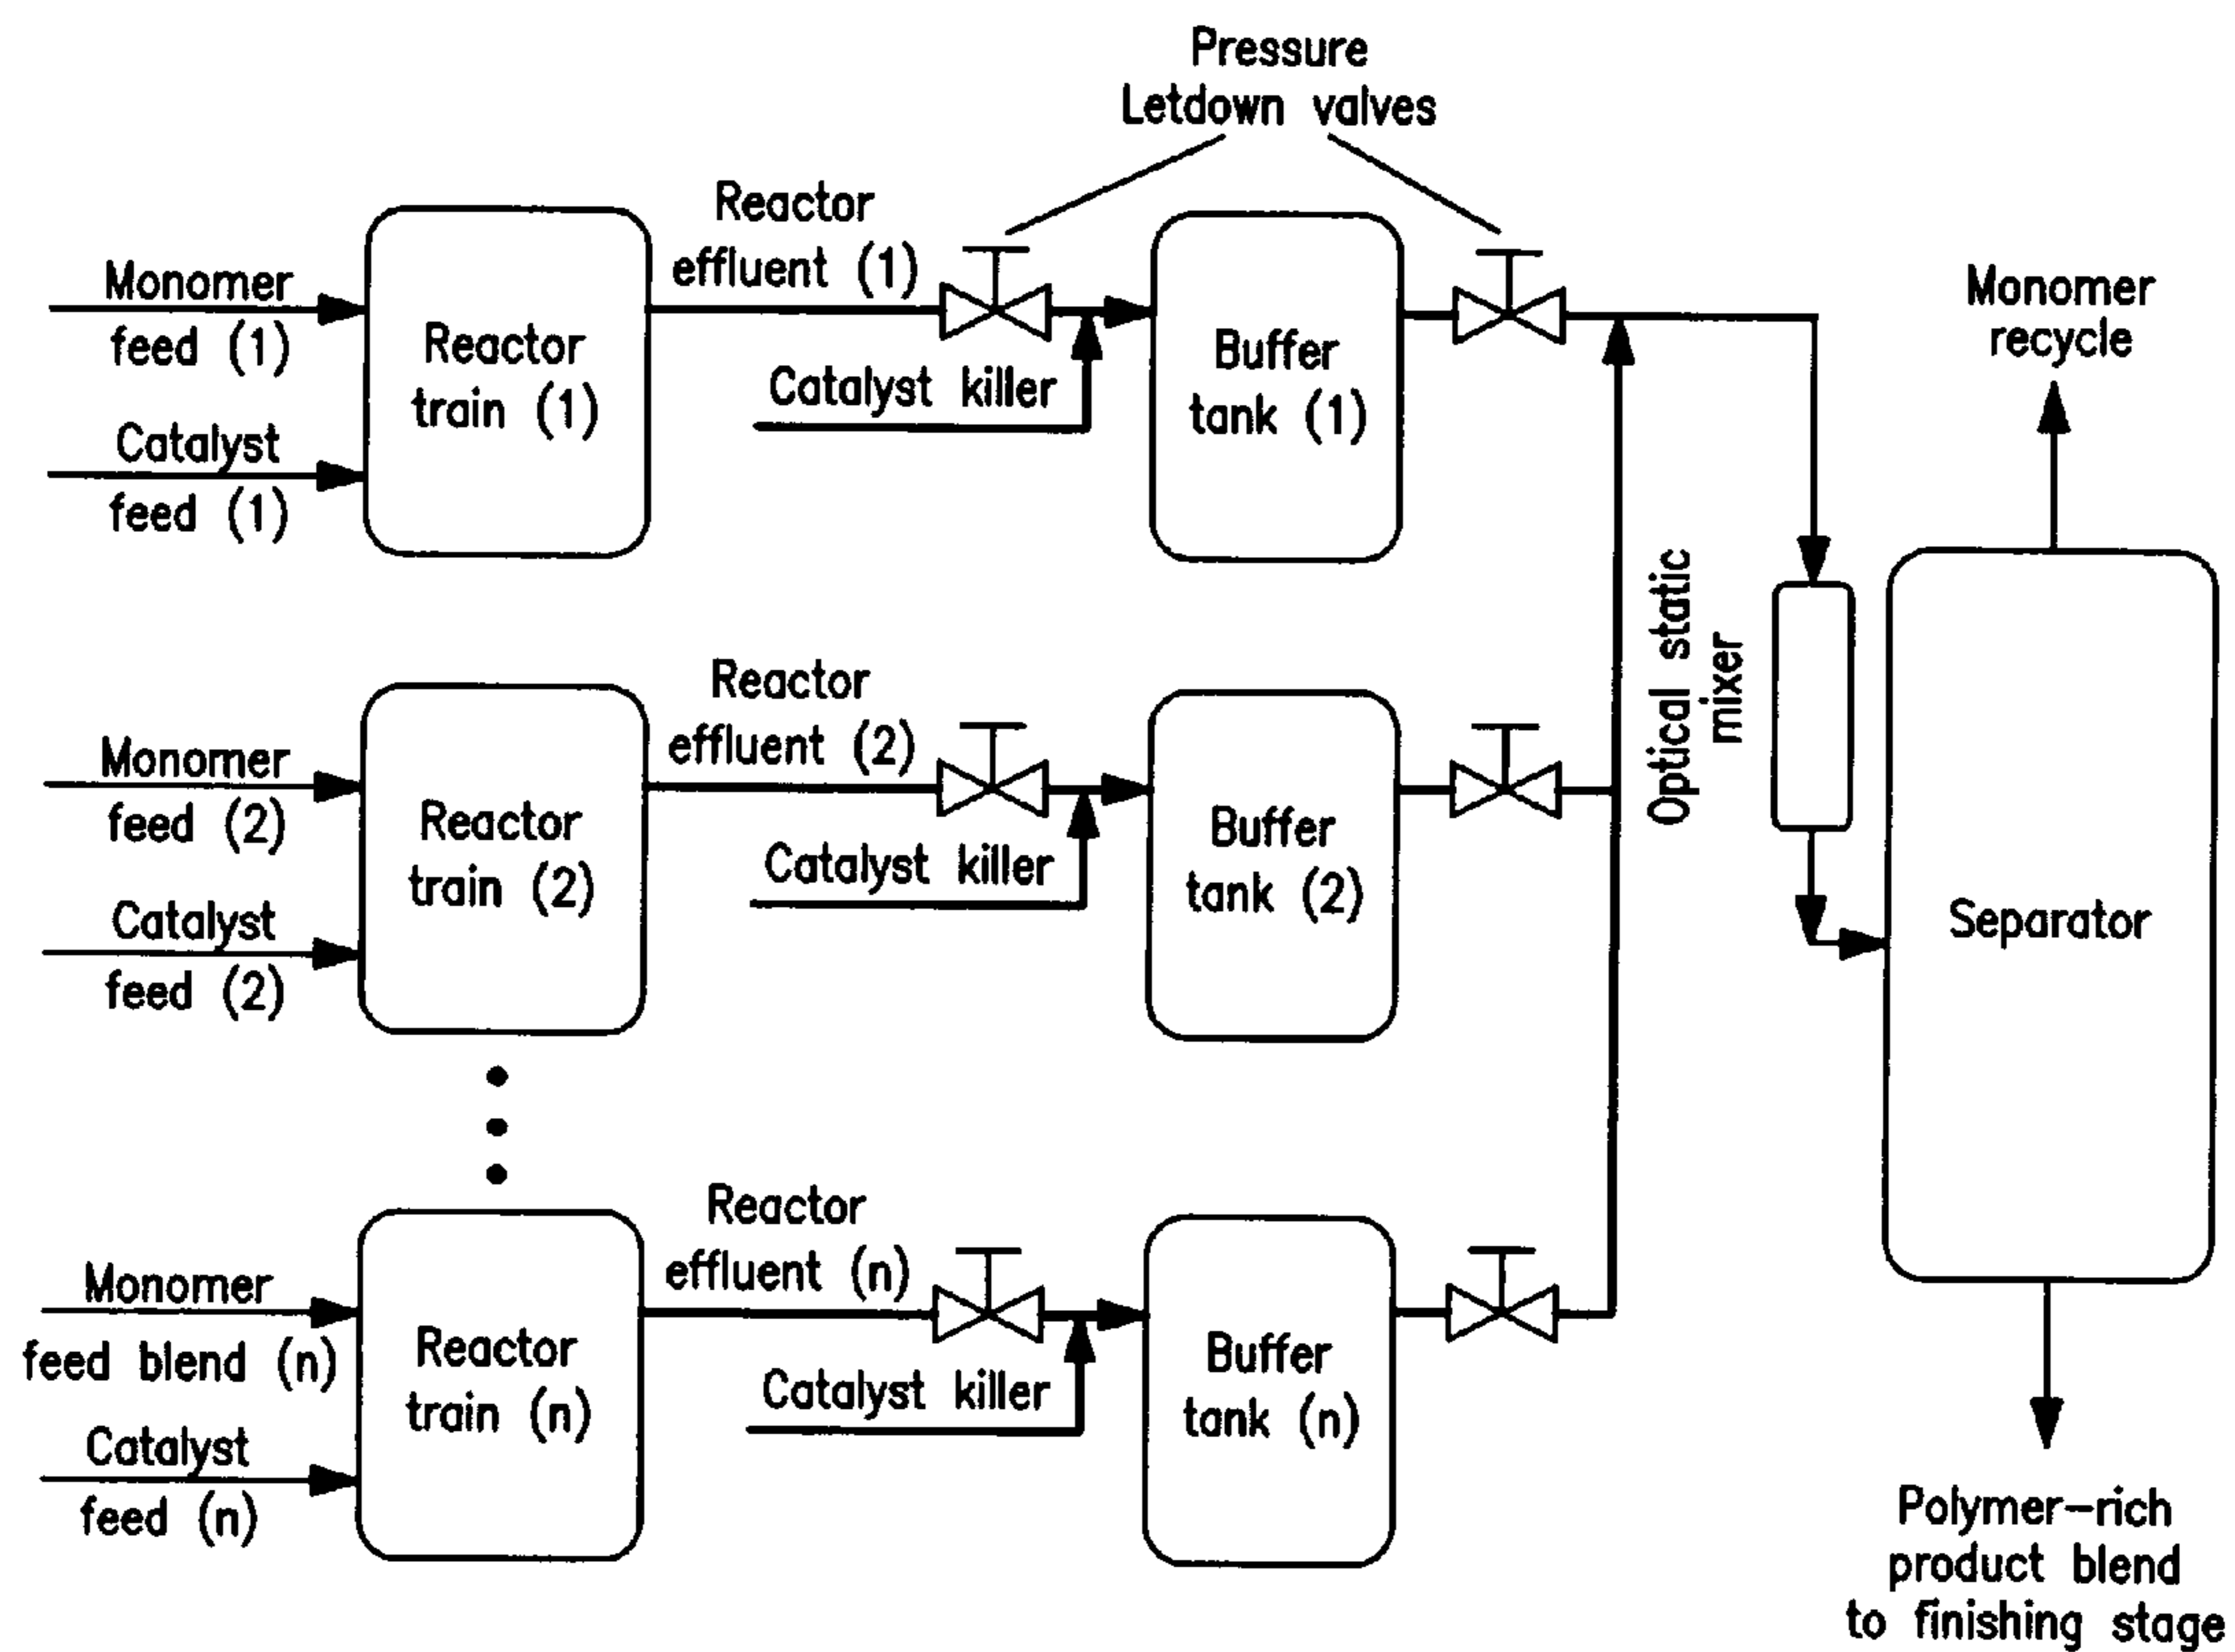 Pressure
Letdown valves
Reactor
effluent (1)
Monomer
feed (1)
Catalyst
feed (1)
Reactor
train (1)
Catalyst killer
Buffer
tank (1)
Monomer
recycle
Optical static
mixer
Separator
Reactor
effluent (2)
Monomer
feed (2)
Catalyst
feed (2)
Reactor
train (2)
Catalyst killer
Buffer
tank (2)
Reactor
effluent (n)
Monomer
feed blend (n)
Catalyst
feed (n)
Reactor
train (n)
Catalyst killer
Buffer
tank (n)
Polymer-rich
product blend
to finishing stage